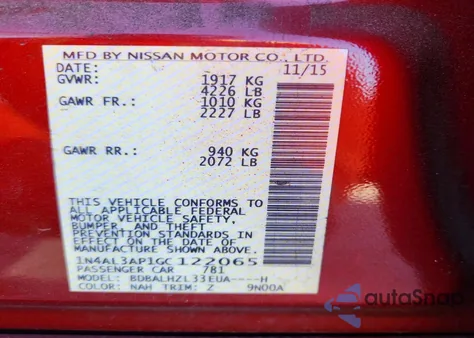 MFD BY NISSAN MOTOR CO., LTD.
DATE: 11/15
GVWR: 1917 KG
4226 LB
GAWR FR.: 1010 KG
2227 LB
GAWR RR.: 940 KG
2072 LB
THIS VEHICLE CONFORMS TO
ALL APPLICABLE FEDERAL
MOTOR VEHICLE SAFETY,
BUMPER, AND THEFT
PREVENTION STANDARDS IN
EFFECT ON THE DATE OF
MANUFACTURE SHOWN ABOVE.
1N4AL3AP1GC122065
PASSENGER CAR 781
MODEL: BDBALHZL33EUA----H
COLOR: NAH TRIM: Z 9N00A
autoSnap